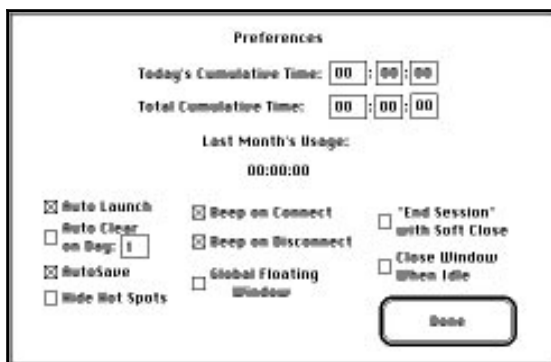 Preferences
Today's Cumulative Time: 00 : 00 : 00
Total Cumulative Time: 00 : 00 : 00
Last Month's Usage:
00:00:00
Auto Launch
Auto Clear
on Day: 1
AutoSave
Hide Hot Spots
Beep on Connect
Beep on Disconnect
Global Floating
Window
"End Session"
with Soft Close
Close Window
When Idle
Done